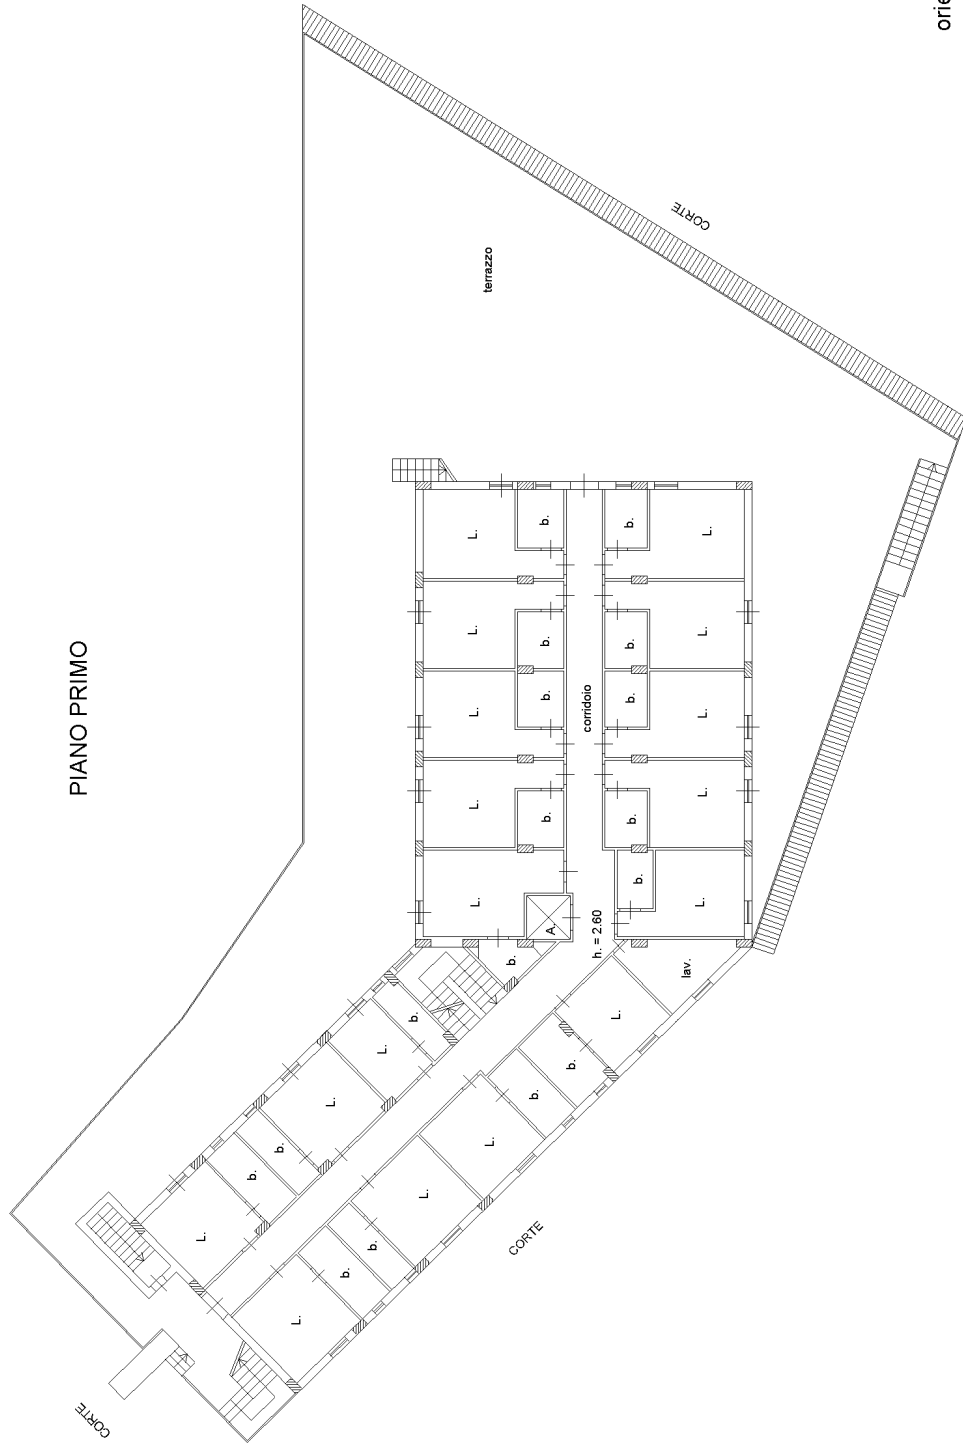 PIANO PRIMO
orie
terrazzo
CORTE
L.
b.
b.
L.
L.
b.
b.
L.
L.
b.
corridoio
b.
L.
L.
b.
b.
L.
L.
A.
h. = 2.60
b.
L.
b.
lav.
b.
L.
L.
b.
L.
b.
L.
b.
b.
L.
L.
b.
b.
L.
CORTE
CORTE